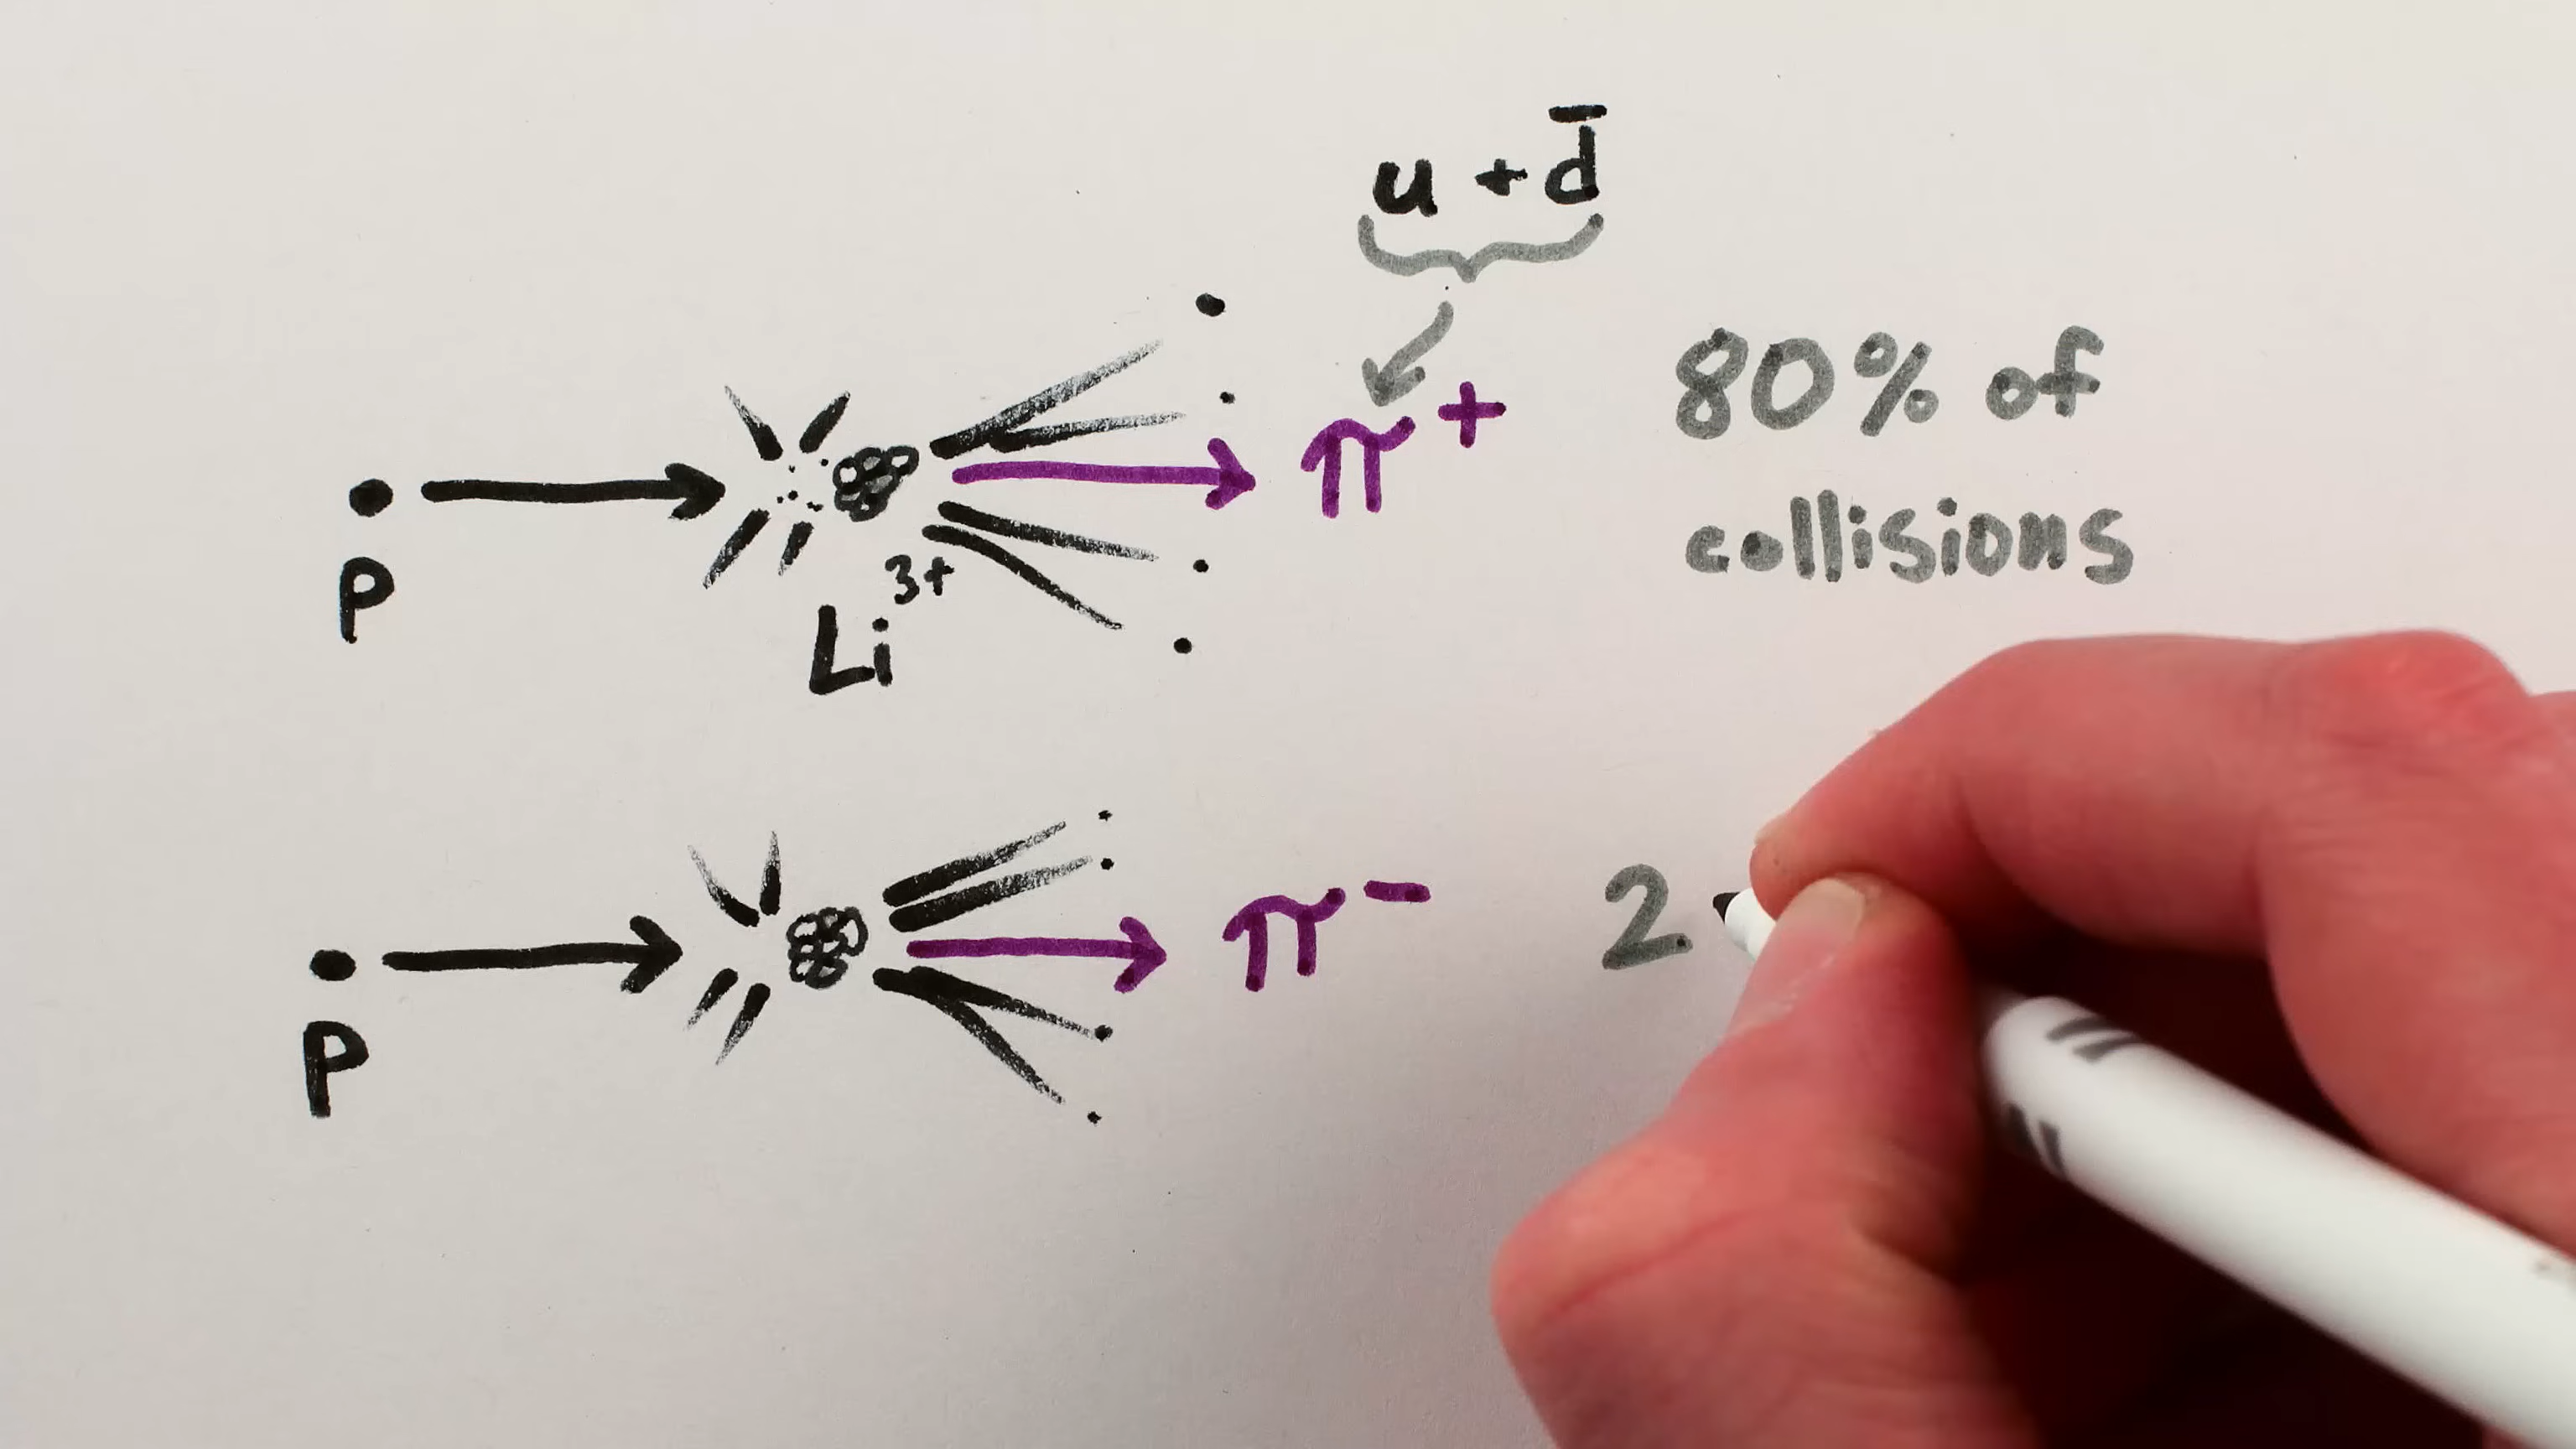 u + d̄
π⁺
80% of
collisions
P
Li³⁺
π⁻
2
P